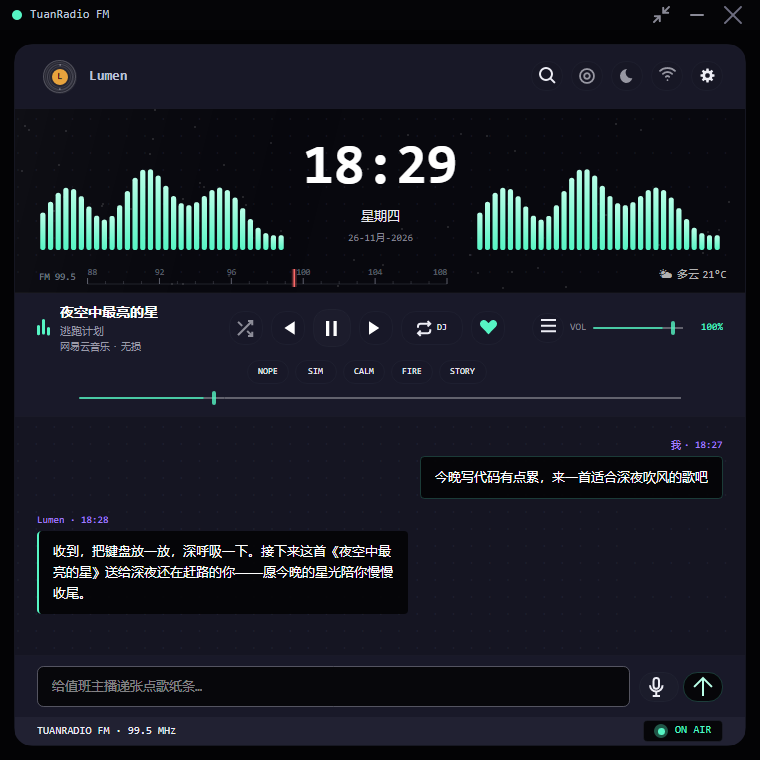 TuanRadio FM
L
Lumen
18:29
星期四
26-11月-2026
FM 99.5
88 92 96 100 104 108
多云 21°C
夜空中最亮的星
逃跑计划
网易云音乐 · 无损
DJ
VOL
100%
NOPE SIM CALM FIRE STORY
我 · 18:27
今晚写代码有点累，来一首适合深夜吹风的歌吧
Lumen · 18:28
收到，把键盘放一放，深呼吸一下。接下来这首《夜空中最
亮的星》送给深夜还在赶路的你——愿今晚的星光陪你慢慢
收尾。
给值班主播递张点歌纸条…
TUANRADIO FM · 99.5 MHz
ON AIR